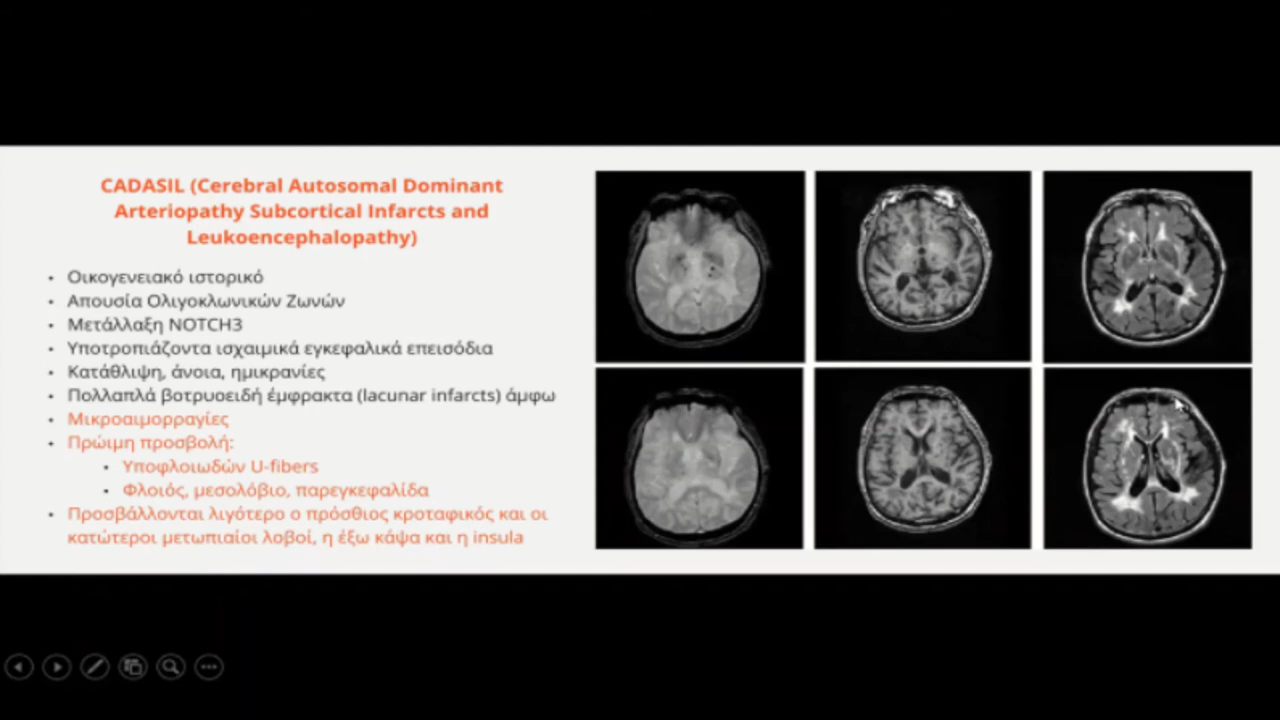 CADASIL (Cerebral Autosomal Dominant
Arteriopathy Subcortical Infarcts and
Leukoencephalopathy)
• Οικογενειακό ιστορικό
• Απουσία Ολιγοκλωνικών Ζωνών
• Μετάλλαξη NOTCH3
• Υποτροπιάζοντα ισχαιμικά εγκεφαλικά επεισόδια
• Κατάθλιψη, άνοια, ημικρανίες
• Πολλαπλά βοτρυοειδή έμφρακτα (lacunar infarcts) άμφω
• Μικροαιμορραγίες
• Πρώιμη προσβολή:
• Υποφλοιωδών U-fibers
• Φλοιός, μεσολόβιο, παρεγκεφαλίδα
• Προσβάλλονται λιγότερο ο πρόσθιος κροταφικός και οι
κατώτεροι μετωπιαίοι λοβοί, η έξω κάψα και η insula